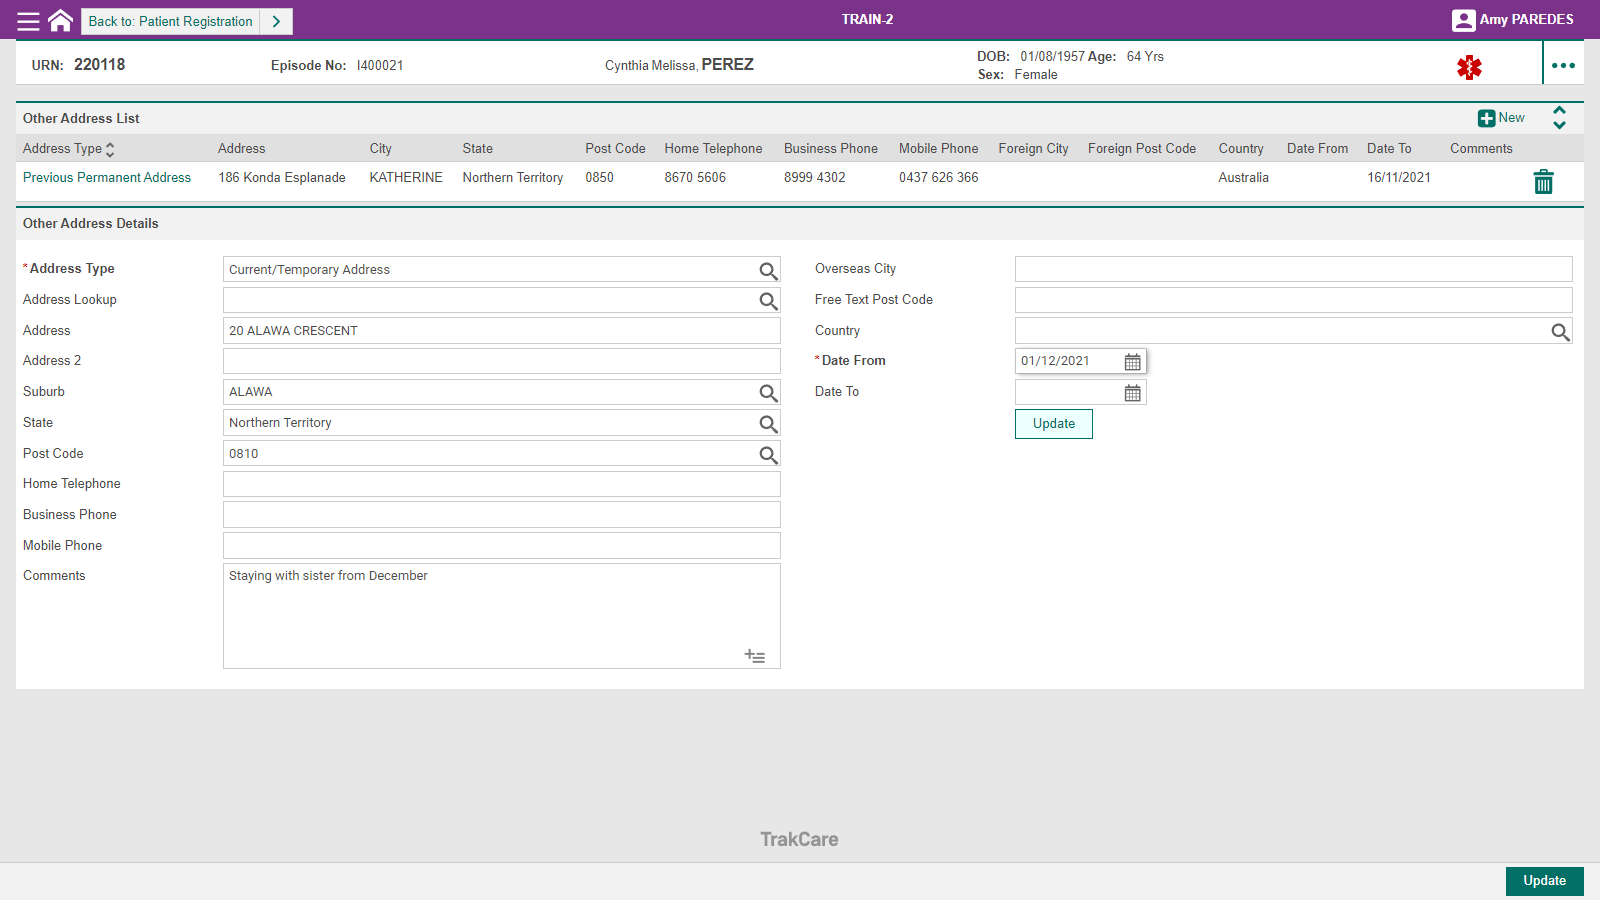 Back to: Patient Registration
TRAIN-2
Amy PAREDES
URN: 220118
Episode No: I400021
Cynthia Melissa, PEREZ
DOB: 01/08/1957 Age: 64 Yrs
Sex: Female
Other Address List
New
Address Type Address City State Post Code Home Telephone Business Phone Mobile Phone Foreign City Foreign Post Code Country Date From Date To Comments
Previous Permanent Address 186 Konda Esplanade KATHERINE Northern Territory 0850 8670 5606 8999 4302 0437 626 366 Australia 16/11/2021
Other Address Details
*Address Type Current/Temporary Address
Address Lookup
Address 20 ALAWA CRESCENT
Address 2
Suburb ALAWA
State Northern Territory
Post Code 0810
Home Telephone
Business Phone
Mobile Phone
Comments Staying with sister from December
Overseas City
Free Text Post Code
Country
*Date From 01/12/2021
Date To
Update
TrakCare
Update